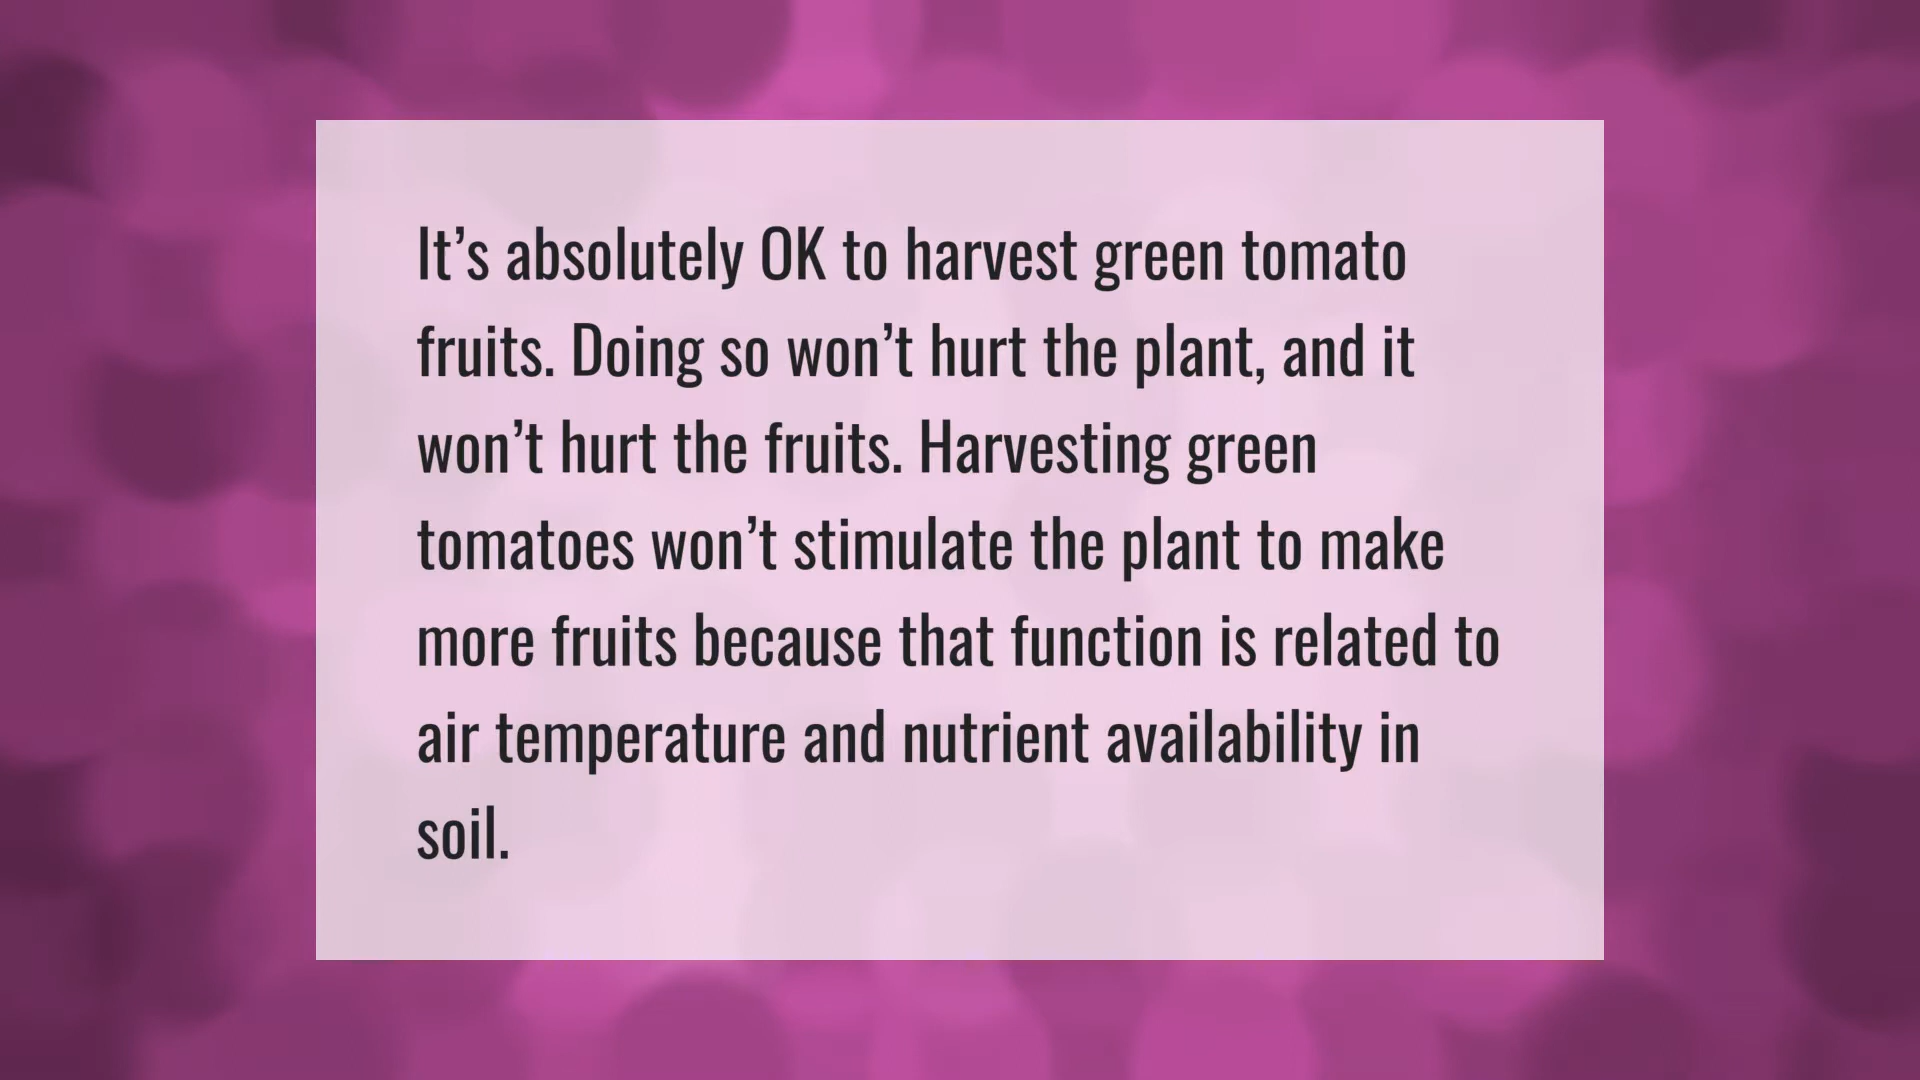 It’s absolutely OK to harvest green tomato
fruits. Doing so won’t hurt the plant, and it
won’t hurt the fruits. Harvesting green
tomatoes won’t stimulate the plant to make
more fruits because that function is related to
air temperature and nutrient availability in
soil.